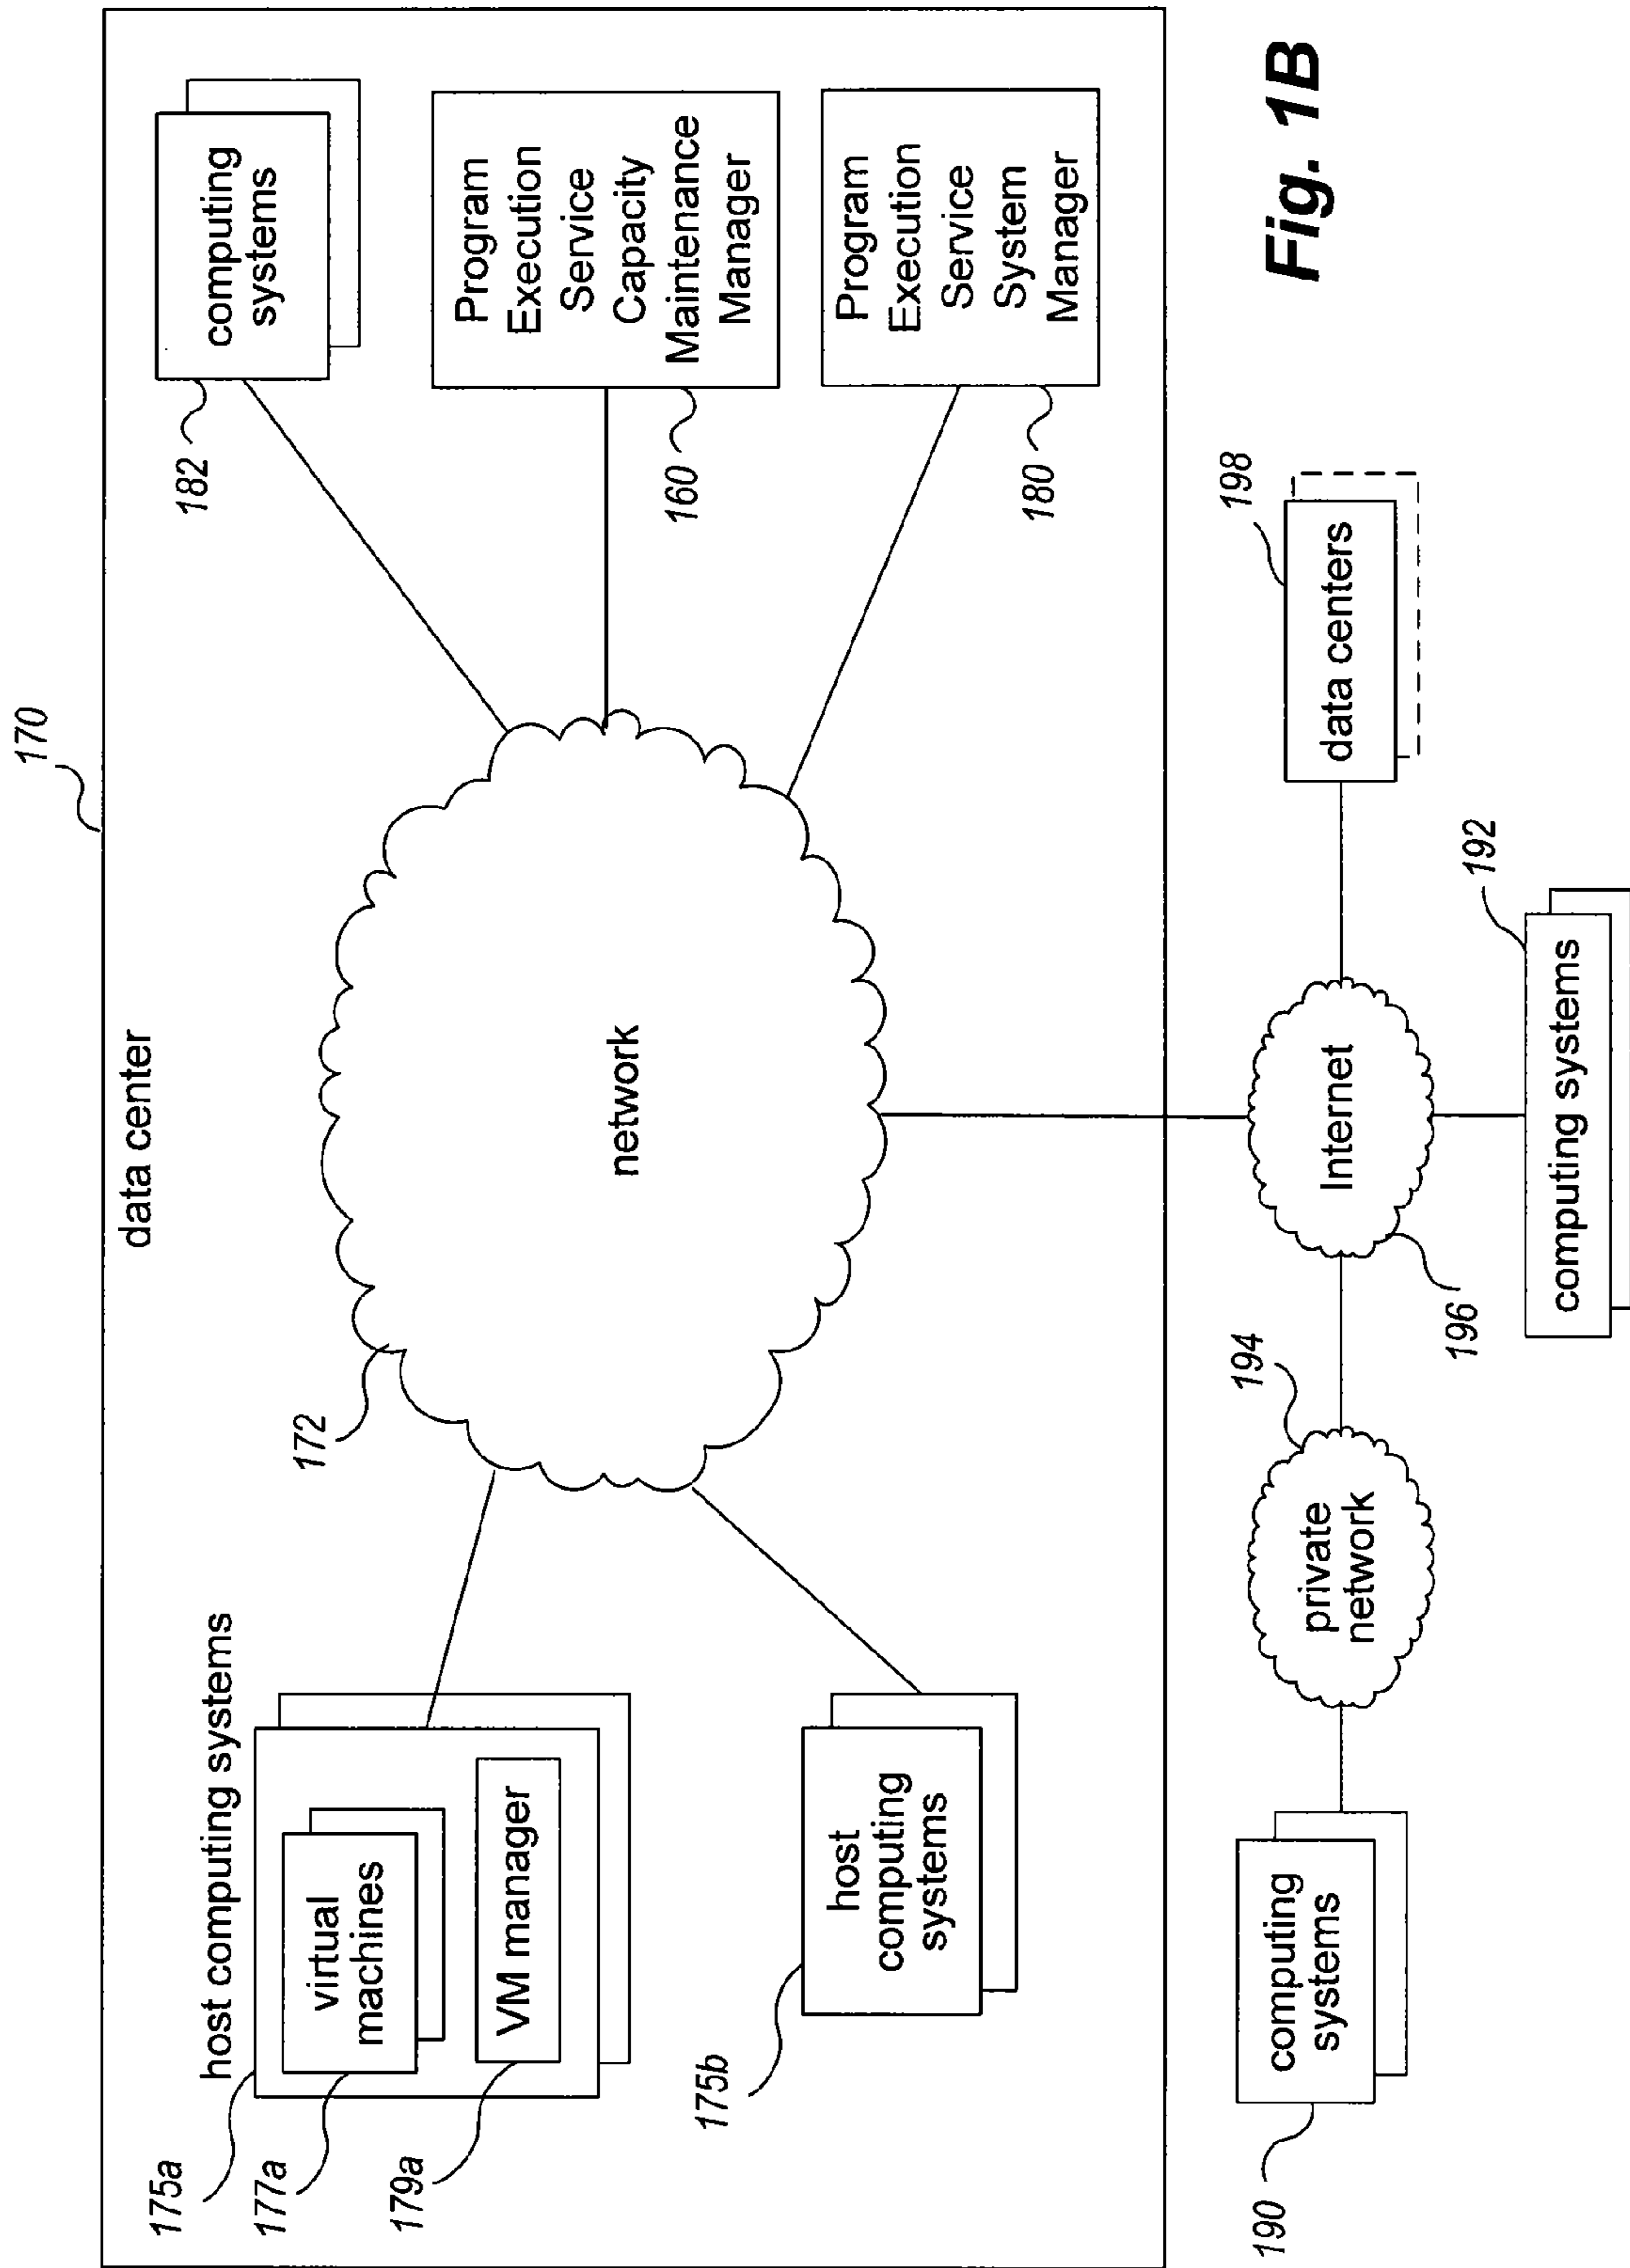 170
data center
host computing systems
175a
virtual
machines
177a
VM manager
179a
172
network
computing
systems
182
Program
Execution
Service
Capacity
Maintenance
Manager
160
host
computing
systems
175b
Program
Execution
Service
System
Manager
180
computing
systems
190
private
network
194
Internet
196
computing systems
192
data centers
198
Fig. 1B